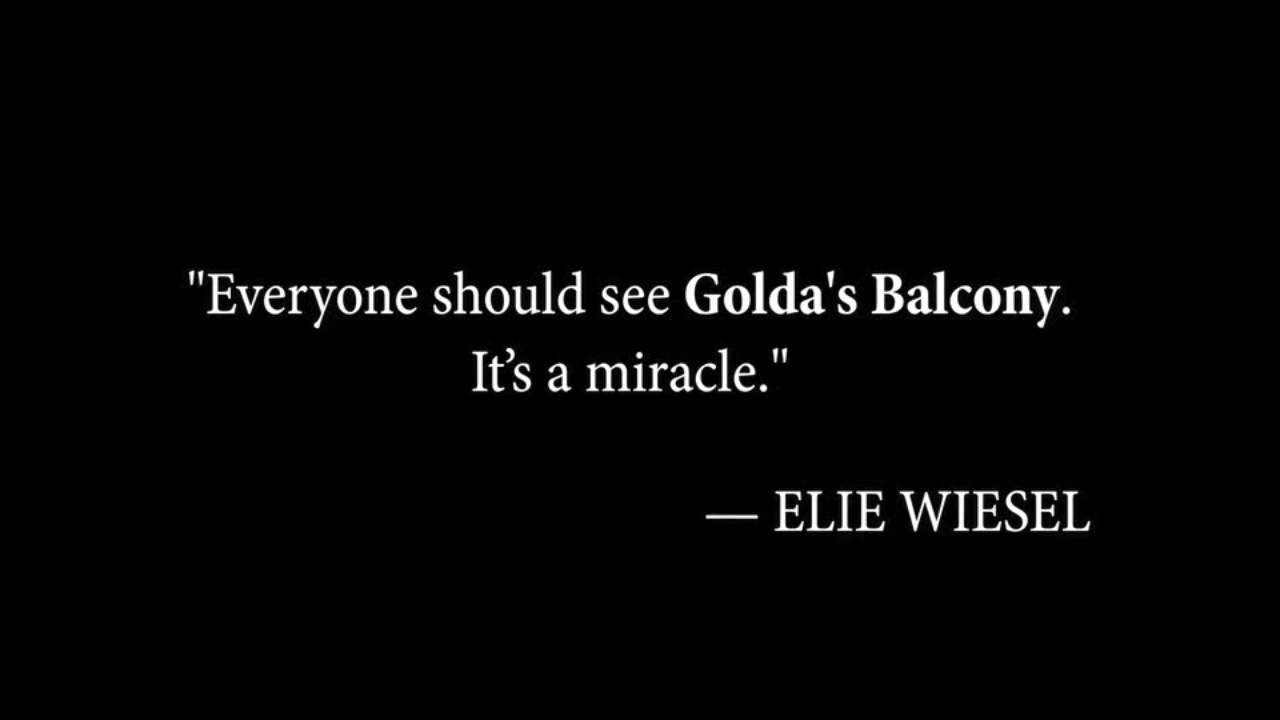 "Everyone should see Golda's Balcony.
It’s a miracle."
— ELIE WIESEL